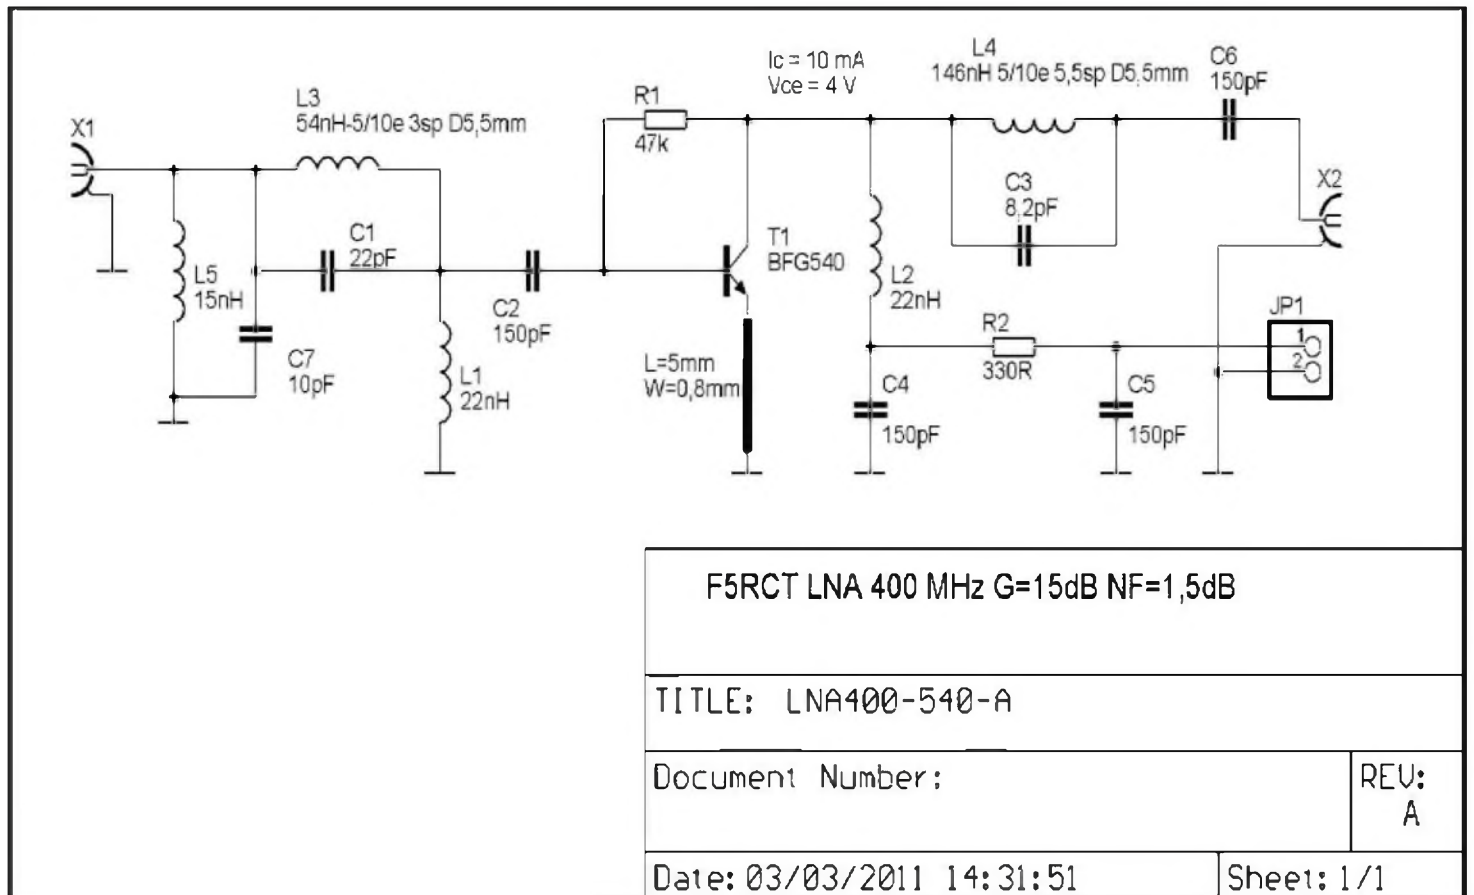 Ic = 10 mA
Vce = 4 V
L4
146nH 5/10e 5,5sp D5,5mm
C6
150pF
L3
54nH-5/10e 3sp D5,5mm
R1
47k
X1
C3
8,2pF
X2
C1
22pF
T1
BFG540
L5
15nH
L2
22nH
C2
150pF
JP1
1
2
R2
330R
C7
10pF
L1
22nH
L=5mm
W=0,8mm
C4
150pF
C5
150pF
F5RCT LNA 400 MHz G=15dB NF=1,5dB
TITLE: LNA400-540-A
Document Number:
REV:
A
Date: 03/03/2011 14:31:51
Sheet: 1/1